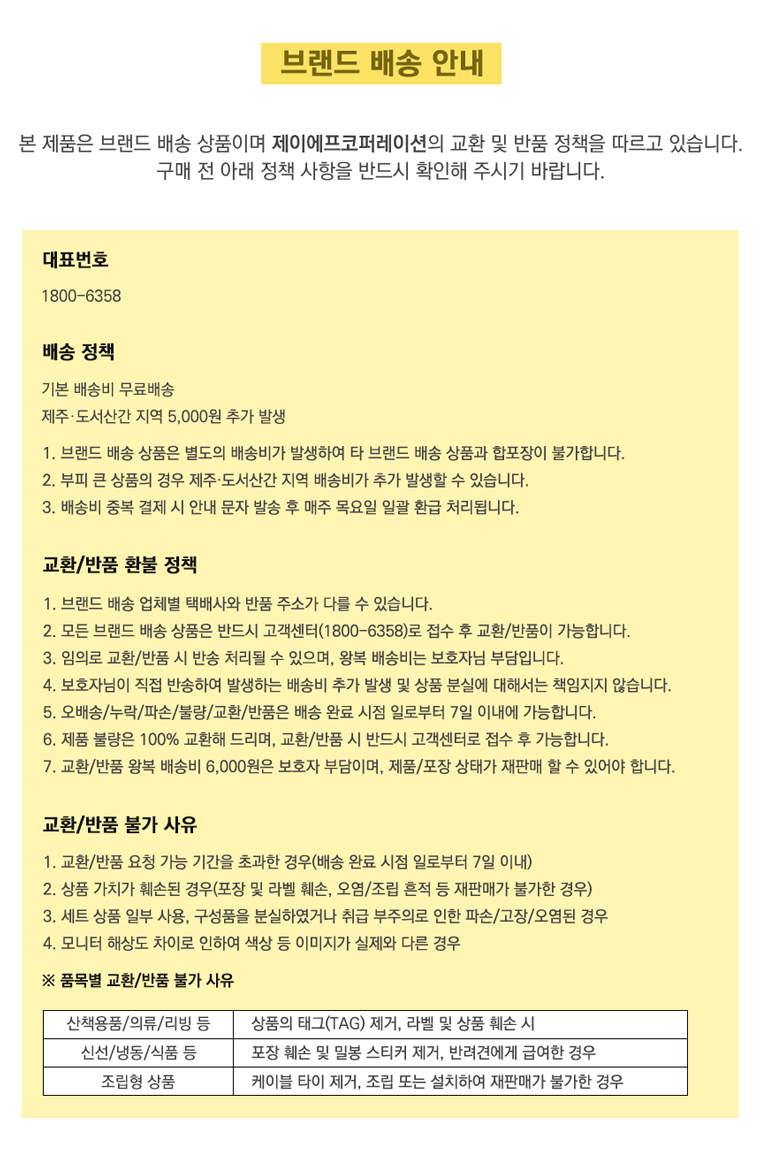 브랜드 배송 안내
본 제품은 브랜드 배송 상품이며 제이에프코퍼레이션의 교환 및 반품 정책을 따르고 있습니다.
구매 전 아래 정책 사항을 반드시 확인해 주시기 바랍니다.
대표번호
1800-6358
배송 정책
기본 배송비 무료배송
제주·도서산간 지역 5,000원 추가 발생
1. 브랜드 배송 상품은 별도의 배송비가 발생하여 타 브랜드 배송 상품과 합포장이 불가합니다.
2. 부피 큰 상품의 경우 제주·도서산간 지역 배송비가 추가 발생할 수 있습니다.
3. 배송비 중복 결제 시 안내 문자 발송 후 매주 목요일 일괄 환급 처리됩니다.
교환/반품 환불 정책
1. 브랜드 배송 업체별 택배사와 반품 주소가 다를 수 있습니다.
2. 모든 브랜드 배송 상품은 반드시 고객센터(1800-6358)로 접수 후 교환/반품이 가능합니다.
3. 임의로 교환/반품 시 반송 처리될 수 있으며, 왕복 배송비는 보호자님 부담입니다.
4. 보호자님이 직접 반송하여 발생하는 배송비 추가 발생 및 상품 분실에 대해서는 책임지지 않습니다.
5. 오배송/누락/파손/불량/교환/반품은 배송 완료 시점 일로부터 7일 이내에 가능합니다.
6. 제품 불량은 100% 교환해 드리며, 교환/반품 시 반드시 고객센터로 접수 후 가능합니다.
7. 교환/반품 왕복 배송비 6,000원은 보호자 부담이며, 제품/포장 상태가 재판매 할 수 있어야 합니다.
교환/반품 불가 사유
1. 교환/반품 요청 가능 기간을 초과한 경우(배송 완료 시점 일로부터 7일 이내)
2. 상품 가치가 훼손된 경우(포장 및 라벨 훼손, 오염/조립 흔적 등 재판매가 불가한 경우)
3. 세트 상품 일부 사용, 구성품을 분실하였거나 취급 부주의로 인한 파손/고장/오염된 경우
4. 모니터 해상도 차이로 인하여 색상 등 이미지가 실제와 다른 경우
※ 품목별 교환/반품 불가 사유
산책용품/의류/리빙 등 상품의 태그(TAG) 제거, 라벨 및 상품 훼손 시
신선/냉동/식품 등 포장 훼손 및 밀봉 스티커 제거, 반려견에게 급여한 경우
조립형 상품 케이블 타이 제거, 조립 또는 설치하여 재판매가 불가한 경우